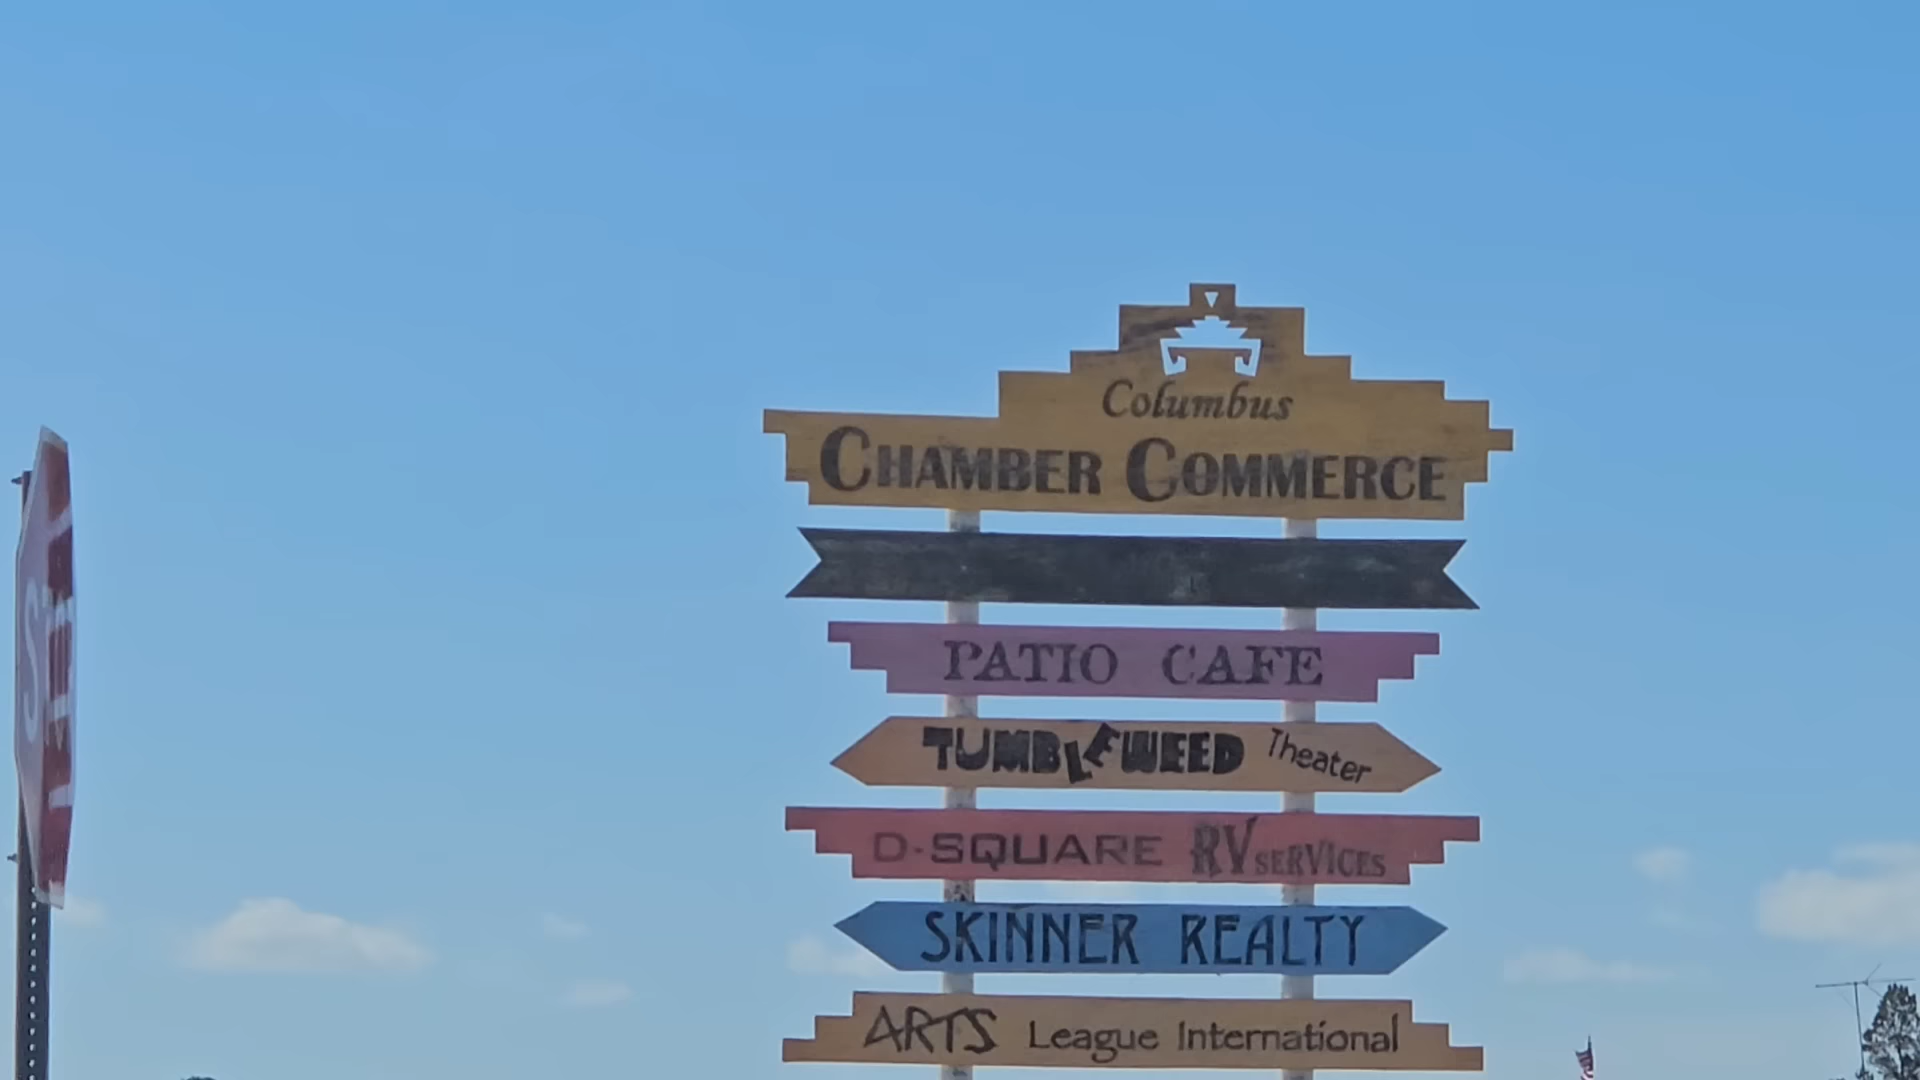 Columbus
CHAMBER COMMERCE
PATIO CAFE
TUMBLEWEED Theater
D-SQUARE RV SERVICES
SKINNER REALTY
ARTS League International